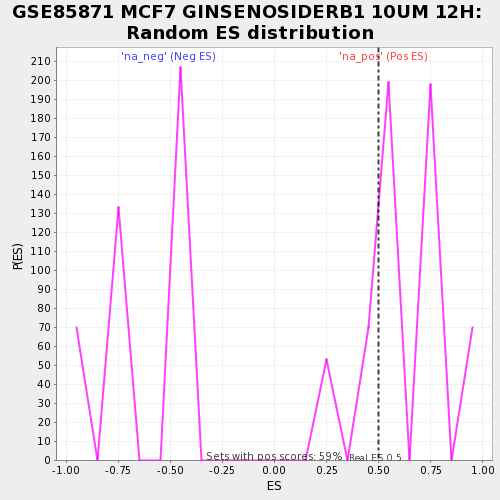 GSE85871 MCF7 GINSENOSIDERB1 10UM 12H:
Random ES distribution
'na_neg' (Neg ES)
'na_pos' (Pos ES)
210
200
190
180
170
160
150
140
130
120
110
100
90
80
70
60
50
40
30
20
10
0
P(ES)
Sets with pos scores: 59%
Real ES 0.5
-1.00 -0.75 -0.50 -0.25 0.00 0.25 0.50 0.75 1.00
ES